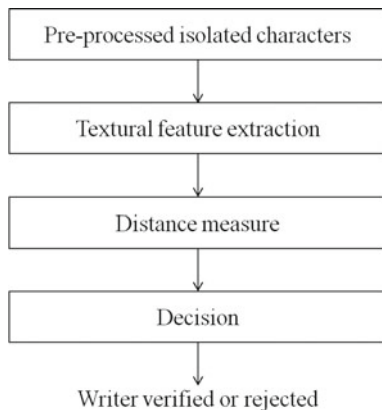 Pre-processed isolated characters
Textural feature extraction
Distance measure
Decision
Writer verified or rejected